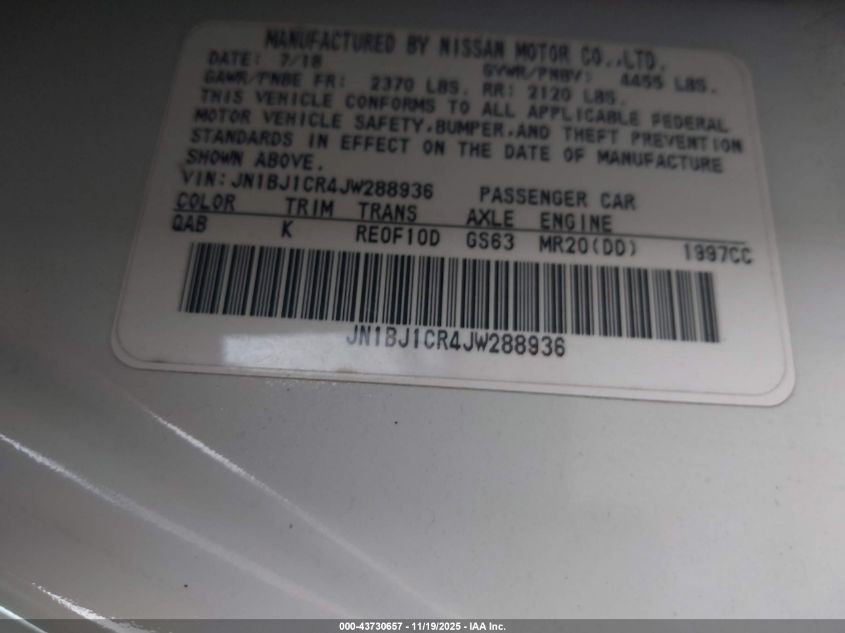 MANUFACTURED BY NISSAN MOTOR CO.,LTD.
DATE: 7/18 GVWR/PNBV: 4455 LBS.
GAWR/PNBE FR: 2370 LBS. RR: 2120 LBS.
THIS VEHICLE CONFORMS TO ALL APPLICABLE FEDERAL
MOTOR VEHICLE SAFETY,BUMPER,AND THEFT PREVENTION
STANDARDS IN EFFECT ON THE DATE OF MANUFACTURE
SHOWN ABOVE.
VIN:JN1BJ1CR4JW288936 PASSENGER CAR
COLOR TRIM TRANS AXLE ENGINE
QAB K RE0F10D GS63 MR20(DD) 1997CC
JN1BJ1CR4JW288936
000-43730657 - 11/19/2025 - IAA Inc.